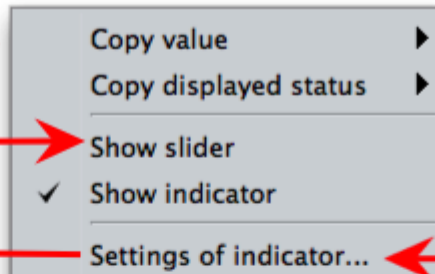 Copy value
Copy displayed status
Show slider
Show indicator
Settings of indicator...